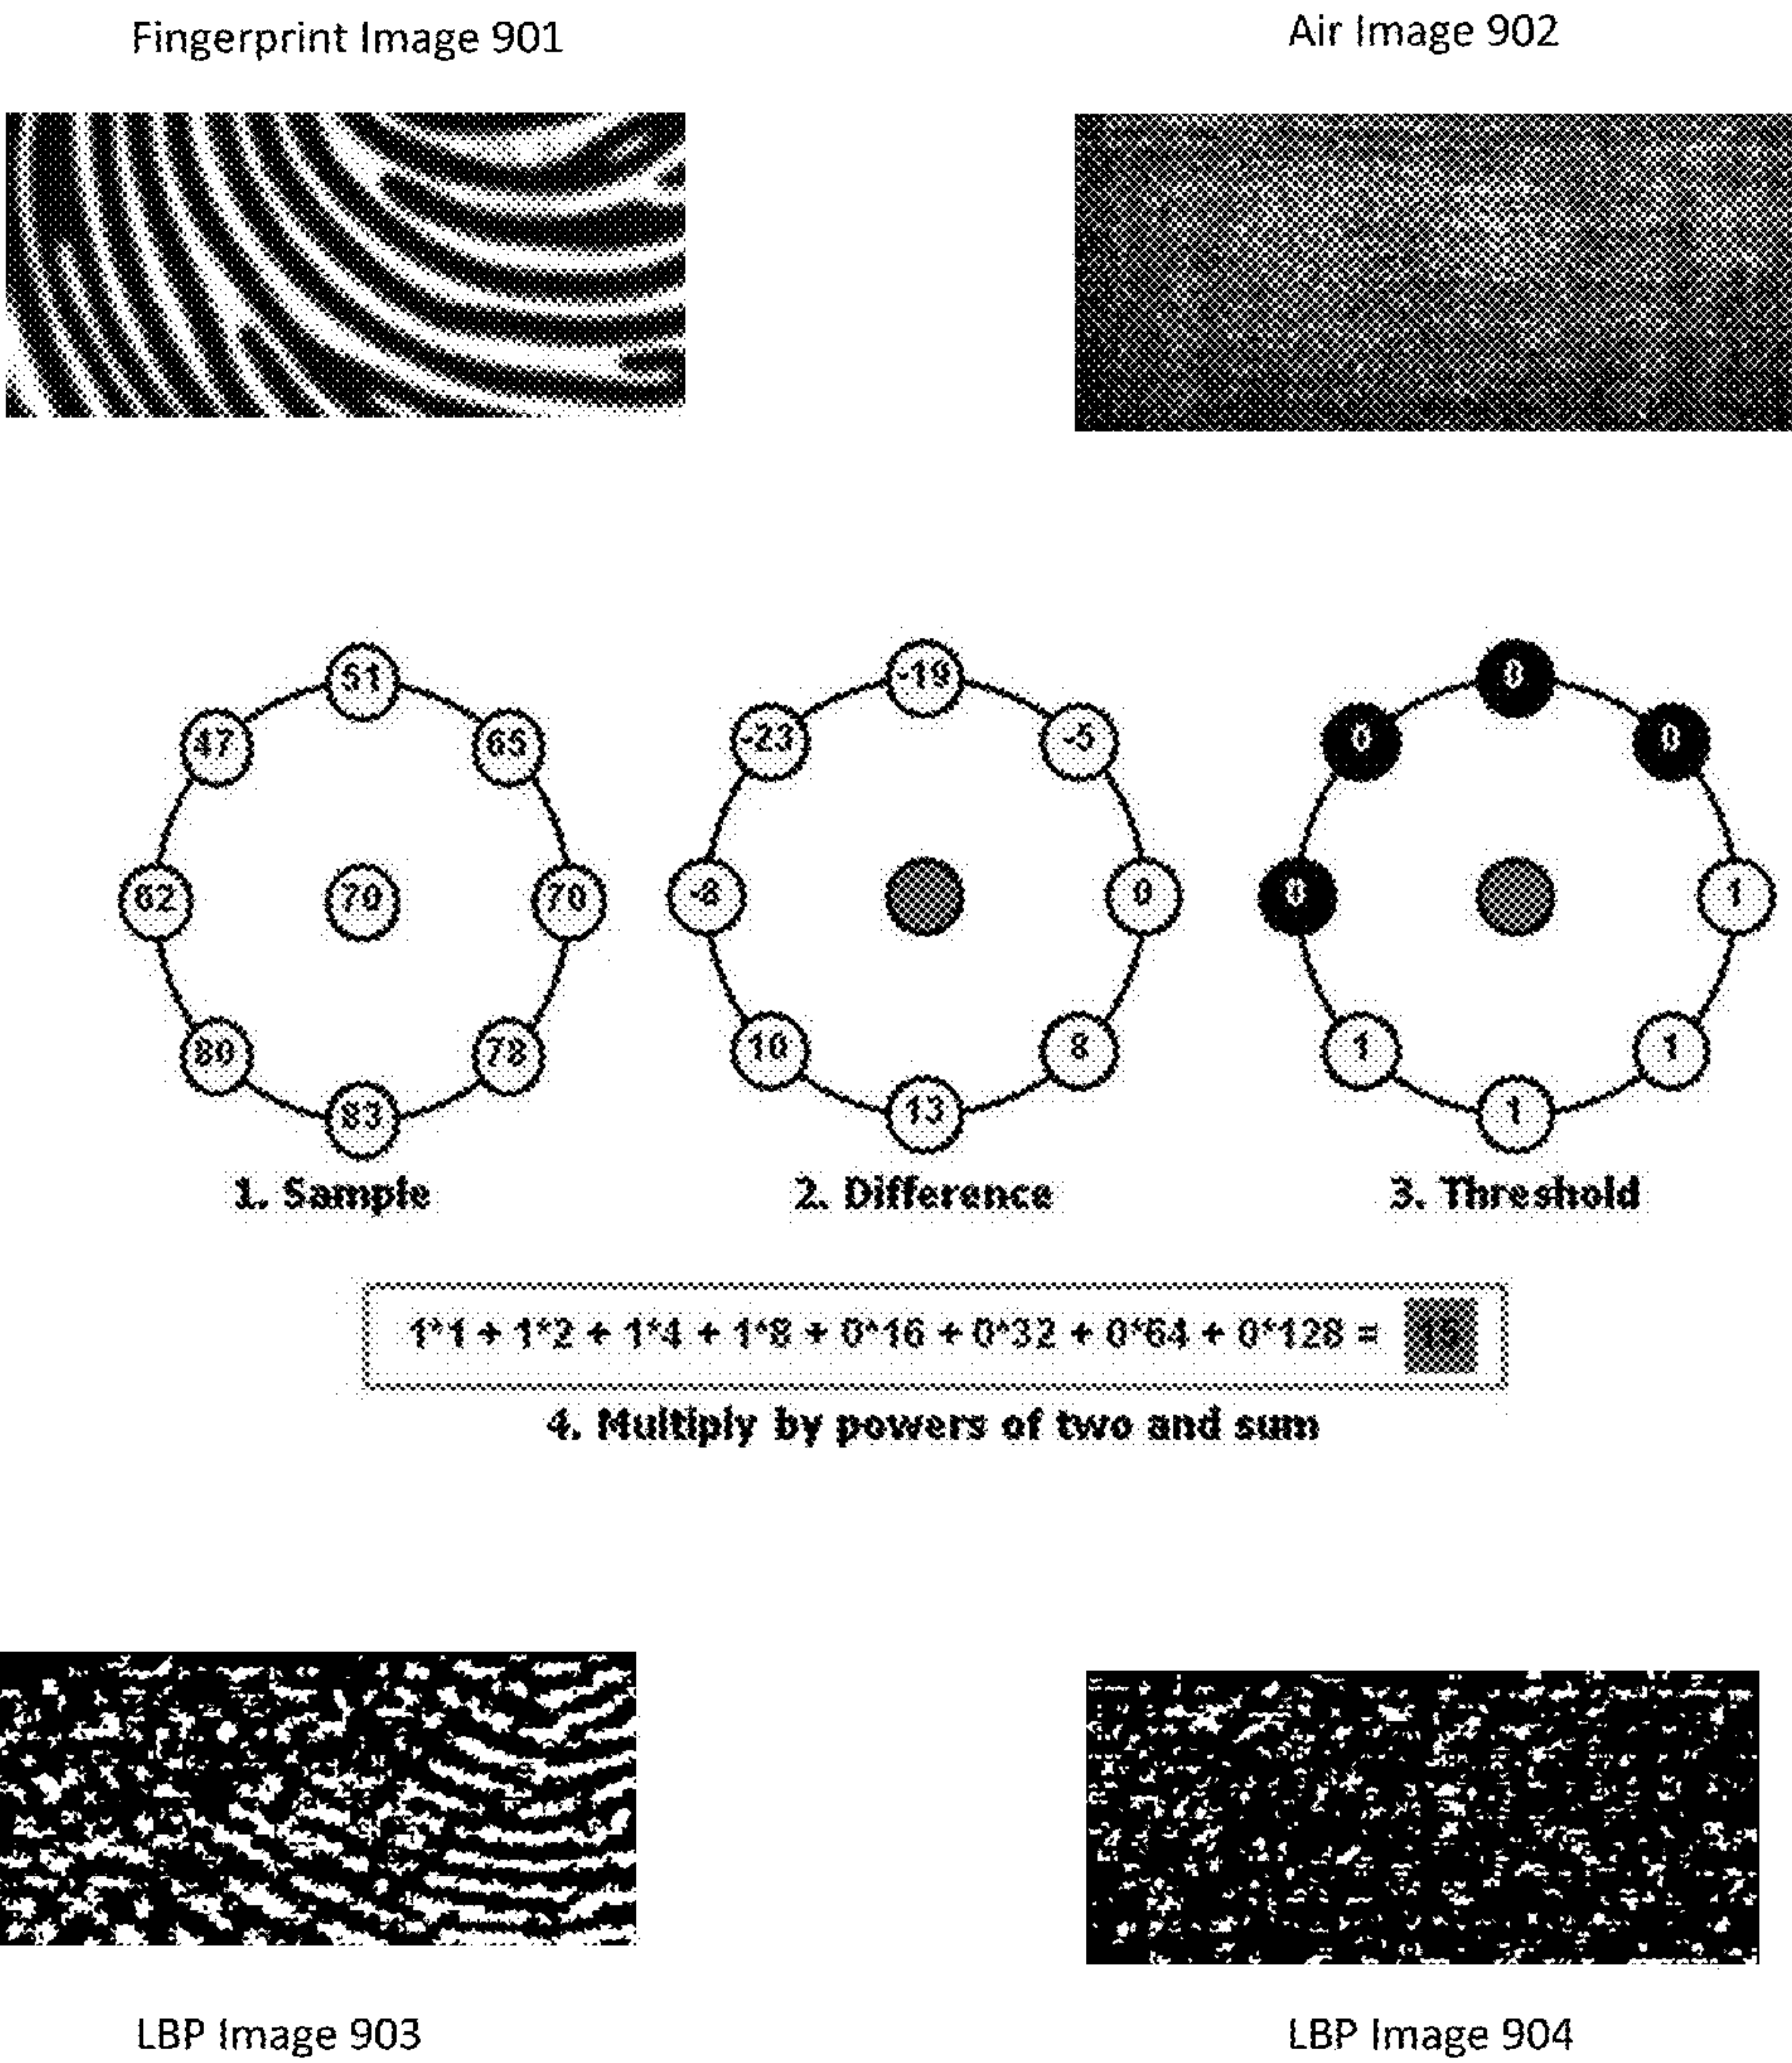 Fingerprint Image 901
Air Image 902
51 -19 0
47 65 -23 -5 0 0
62 70 70 -8 0 0 1
80 78 10 8 1 1
83 13 1
1. Sample 2. Difference 3. Threshold
1*1 + 1*2 + 1*4 + 1*8 + 0*16 + 0*32 + 0*64 + 0*128 = 15
4. Multiply by powers of two and sum
LBP Image 903
LBP Image 904